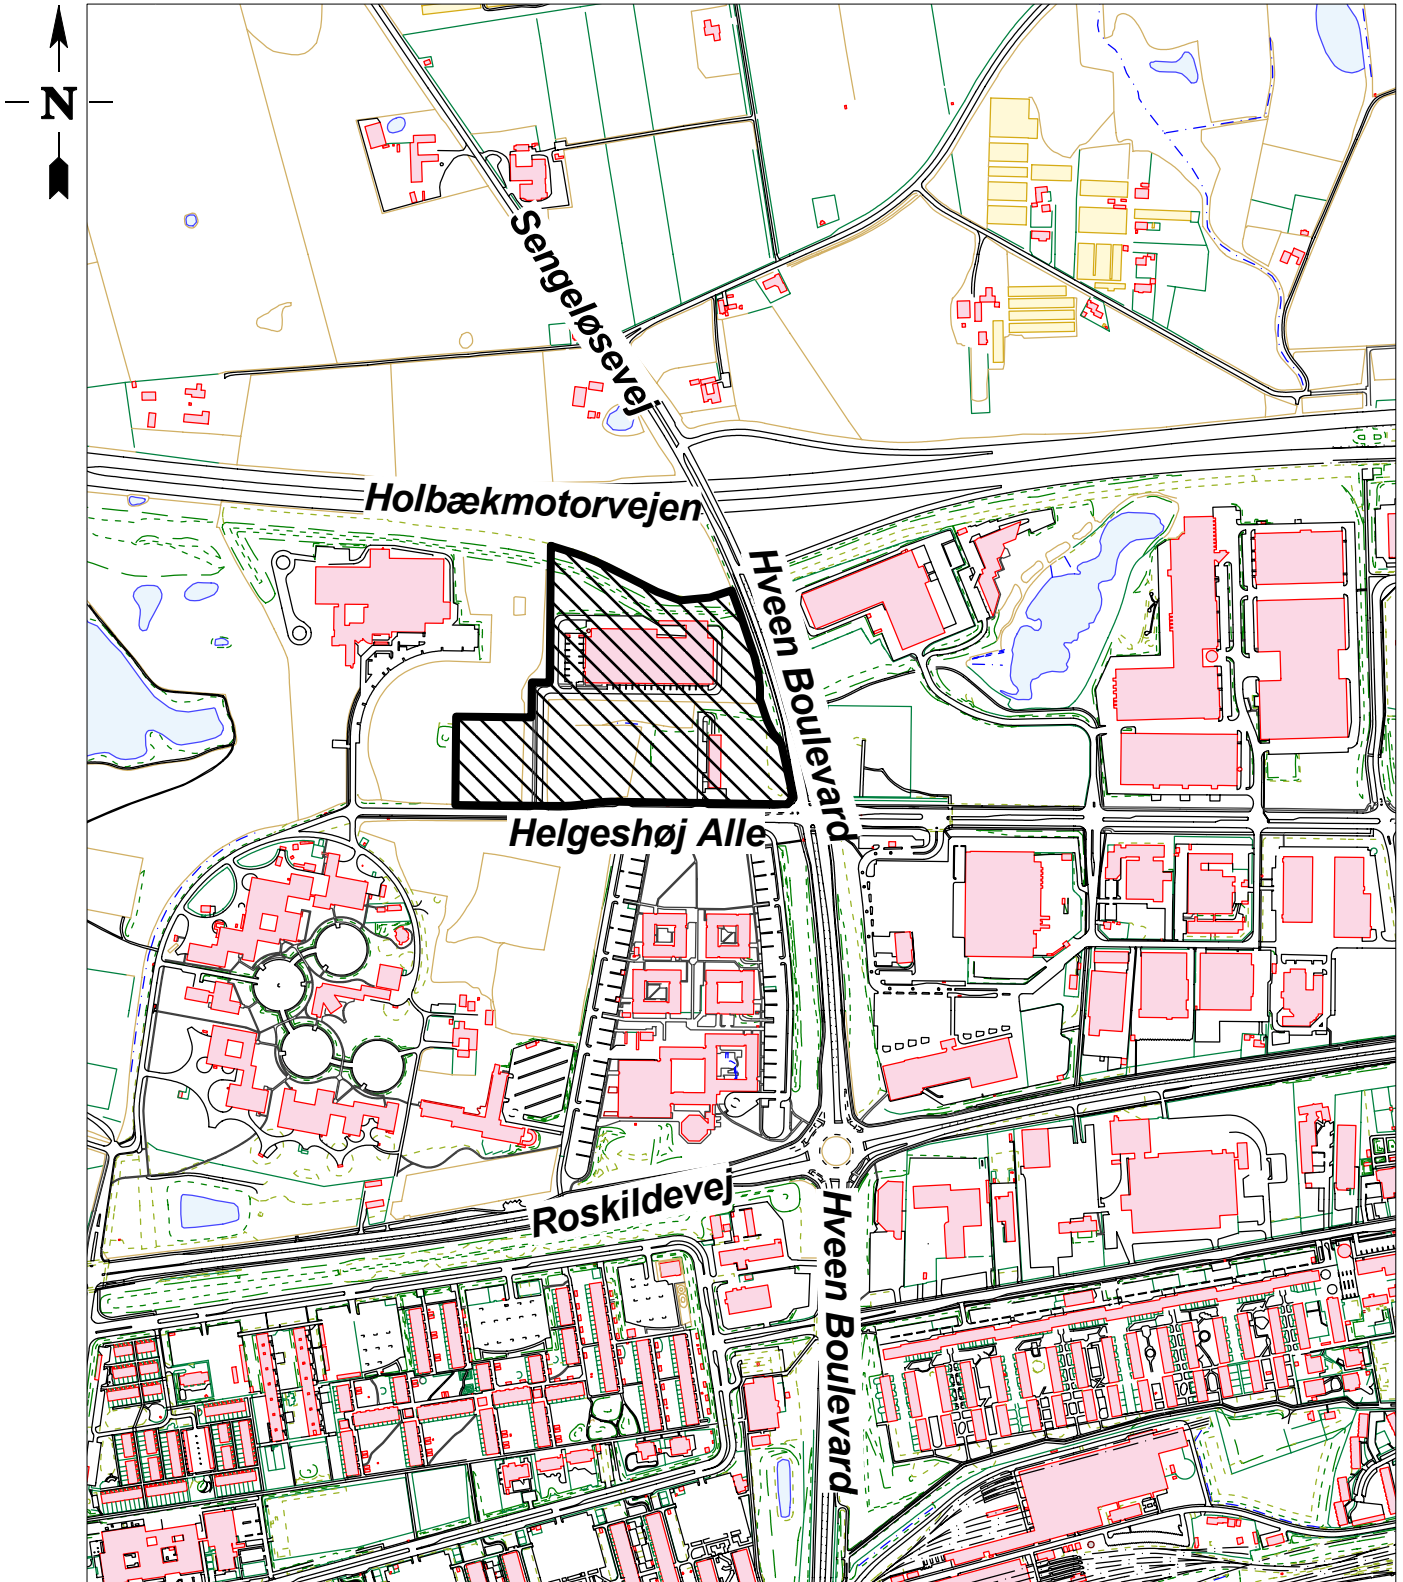 N
Sengeløsevej
Holbækmotorvejen
Hveen Boulevard
Helgeshøj Alle
Roskildevej
Hveen Boulevard